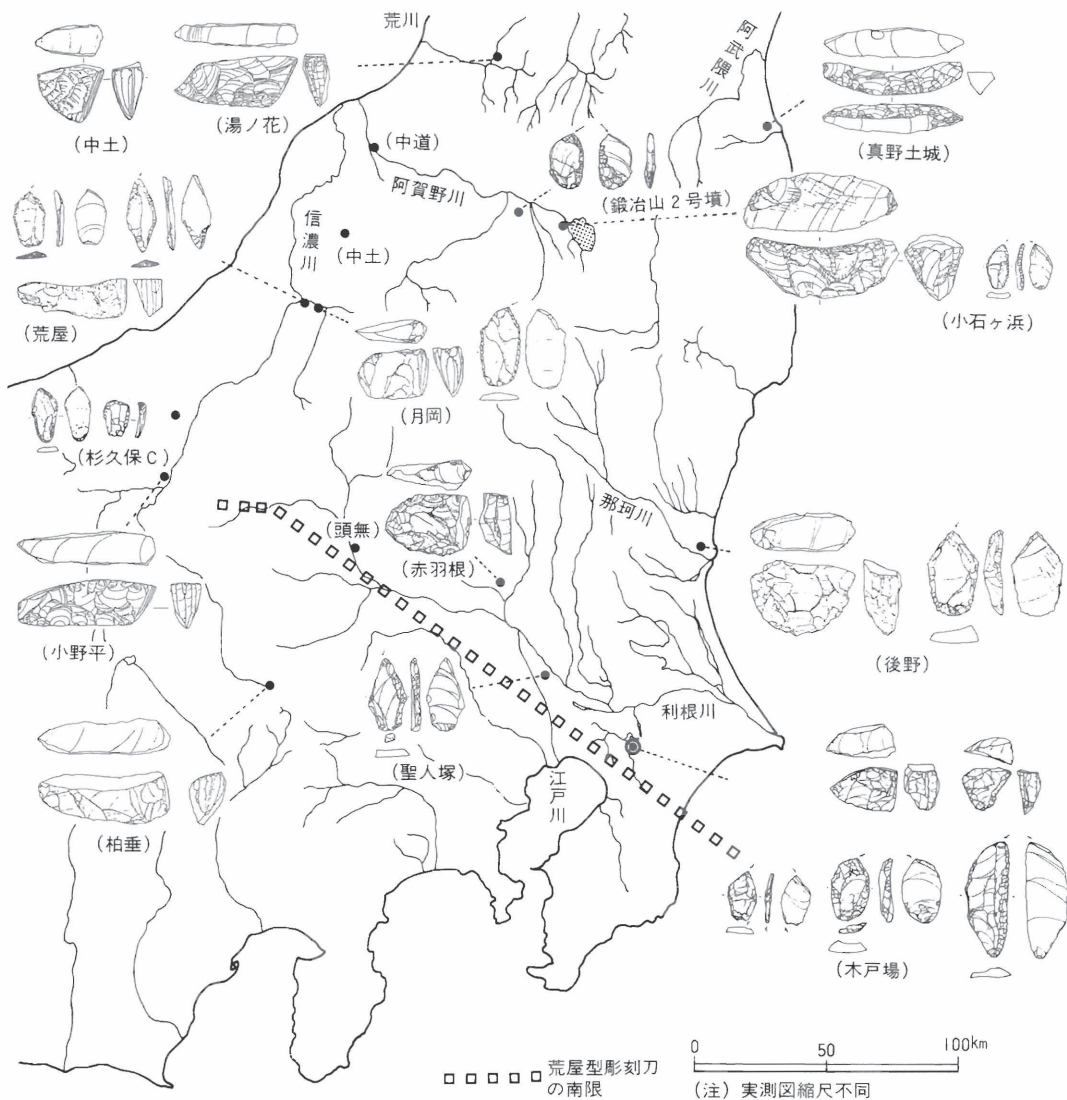 荒川
阿武隈川
(中土)
(湯ノ花)
(真野土城)
中道
阿賀野川
(鍛冶山2号墳)
信濃川
(中土)
(荒屋)
(小石ヶ浜)
(月岡)
(杉久保C)
那珂川
(頭無)
(赤羽根)
(小野平)
(後野)
利根川
(聖人塚)
江戸川
(柏垂)
(木戸場)
荒屋型彫刻刀
の南限
0 50 100km
(注) 実測図縮尺不同